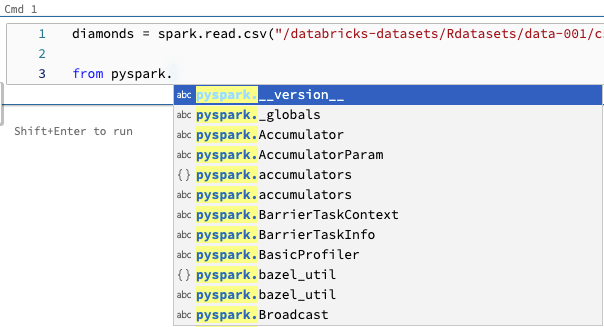 Cmd 1
1 diamonds = spark.read.csv("/databricks-datasets/Rdatasets/data-001/c
2
3 from pyspark.
abc pyspark.__version__
abc pyspark._globals
Shift+Enter to run
abc pyspark.Accumulator
abc pyspark.AccumulatorParam
{} pyspark.accumulators
abc pyspark.accumulators
abc pyspark.BarrierTaskContext
abc pyspark.BarrierTaskInfo
abc pyspark.BasicProfiler
{} pyspark.bazel_util
abc pyspark.bazel_util
abc pyspark.Broadcast